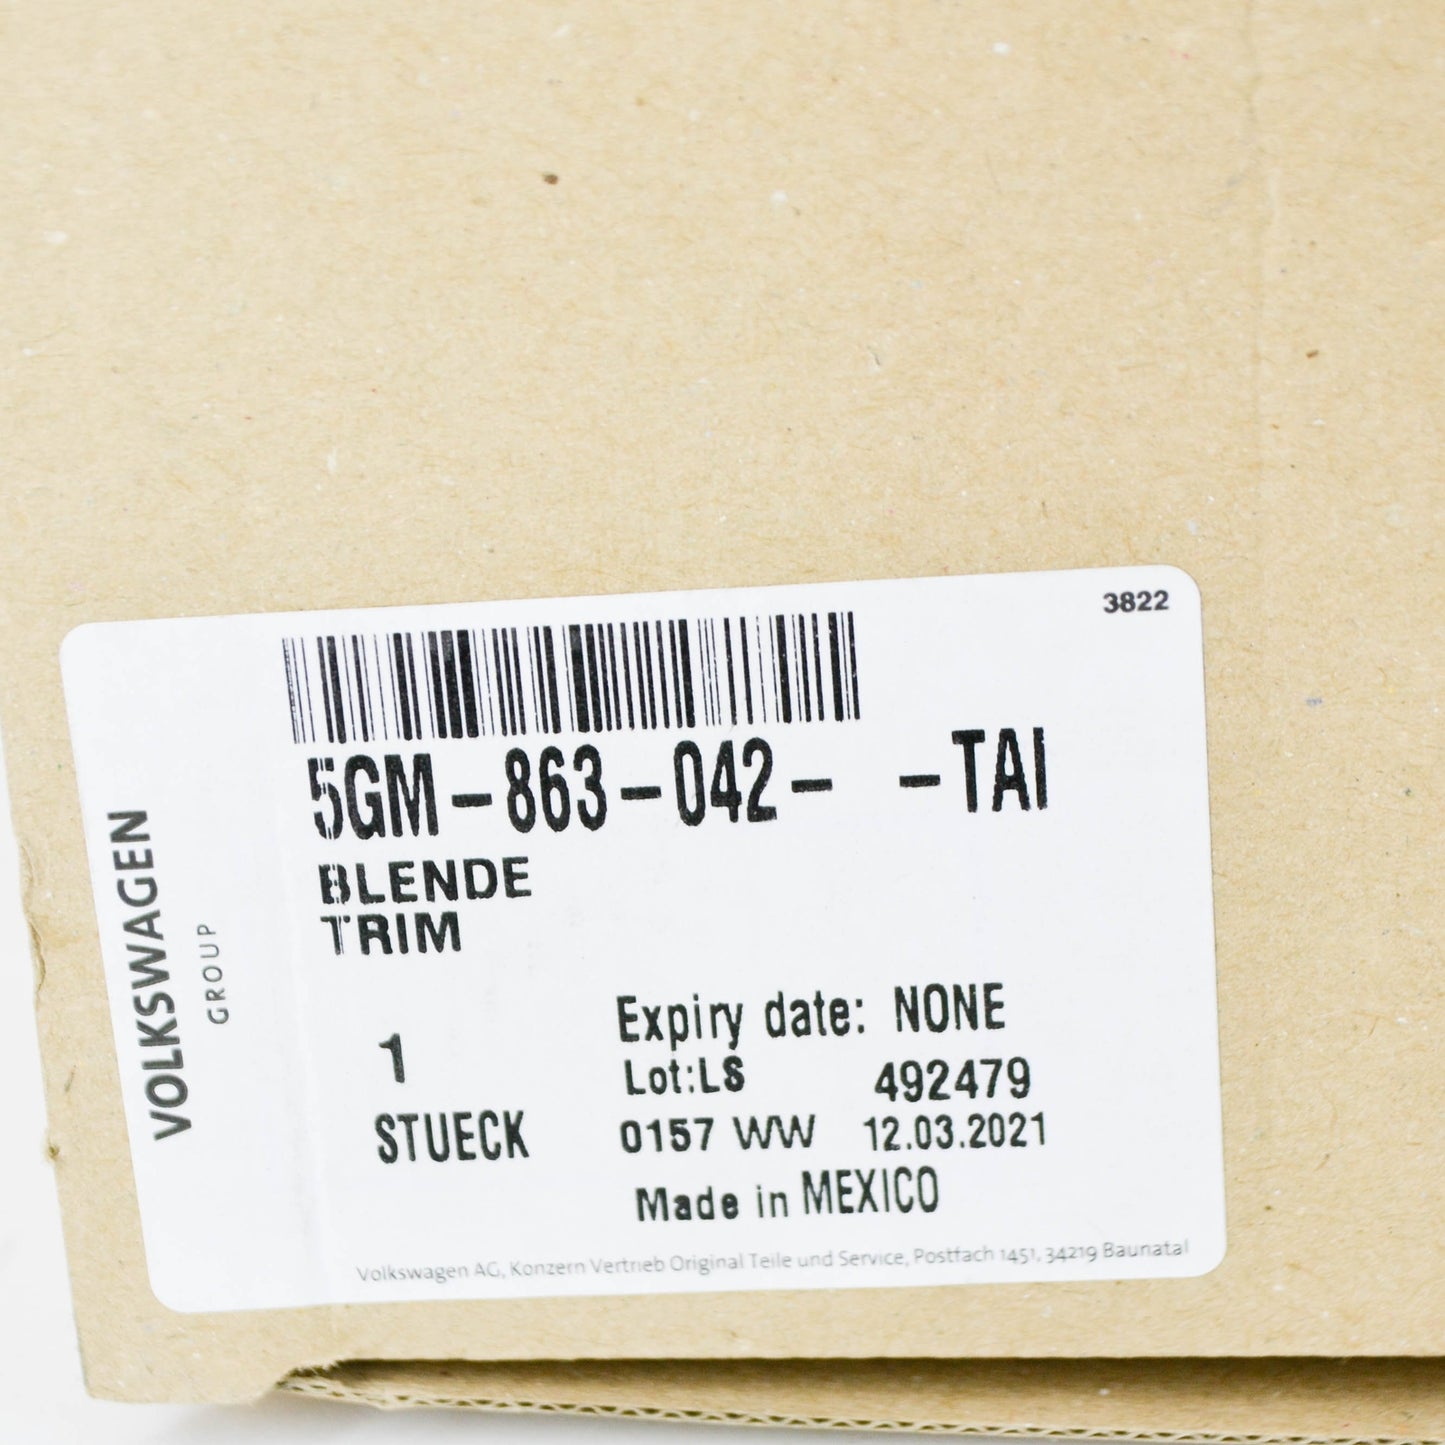 3822
5GM-863-042- -TAI
BLENDE
TRIM
VOLKSWAGEN
GROUP
Expiry date: NONE
1 Lot:LS 492479
STUECK 0157 WW 12.03.2021
Made in MEXICO
Volkswagen AG, Konzern Vertrieb Original Teile und Service, Postfach 1451, 34219 Baunatal